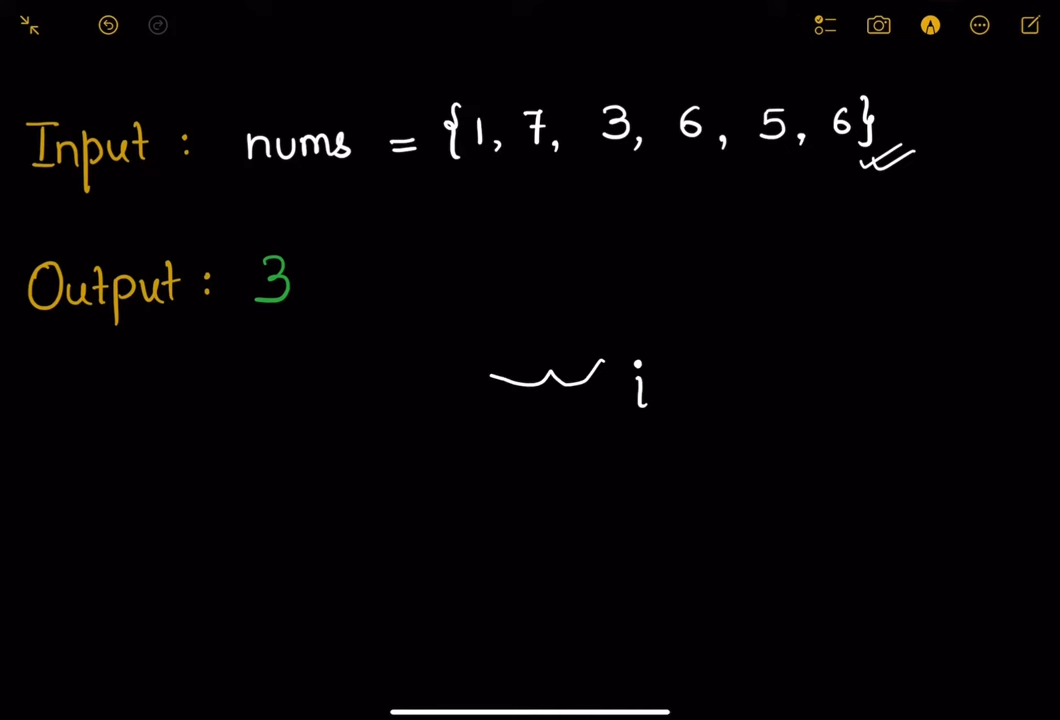 Input : nums = {1, 7, 3, 6, 5, 6}
Output : 3
i